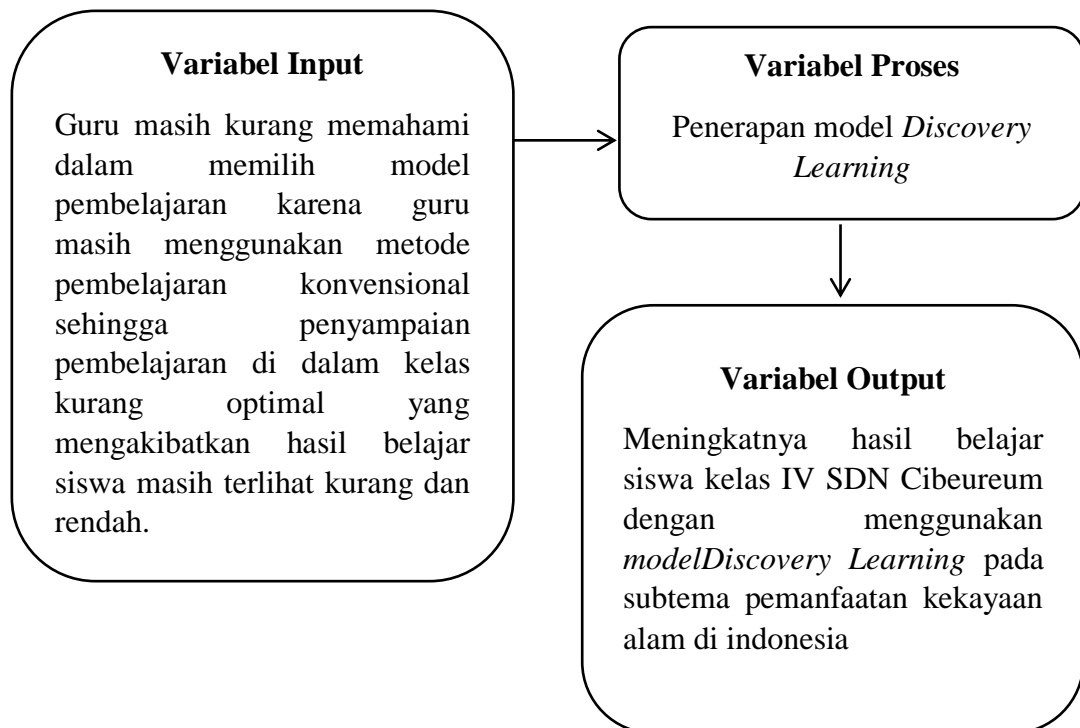 Variabel Input
Guru masih kurang memahami
dalam memilih model
pembelajaran karena guru
masih menggunakan metode
pembelajaran konvensional
sehingga penyampaian
pembelajaran di dalam kelas
kurang optimal yang
mengakibatkan hasil belajar
siswa masih terlihat kurang dan
rendah.
Variabel Proses
Penerapan model Discovery
Learning
Variabel Output
Meningkatnya hasil belajar
siswa kelas IV SDN Cibeureum
dengan menggunakan
modelDiscovery Learning pada
subtema pemanfaatan kekayaan
alam di indonesia